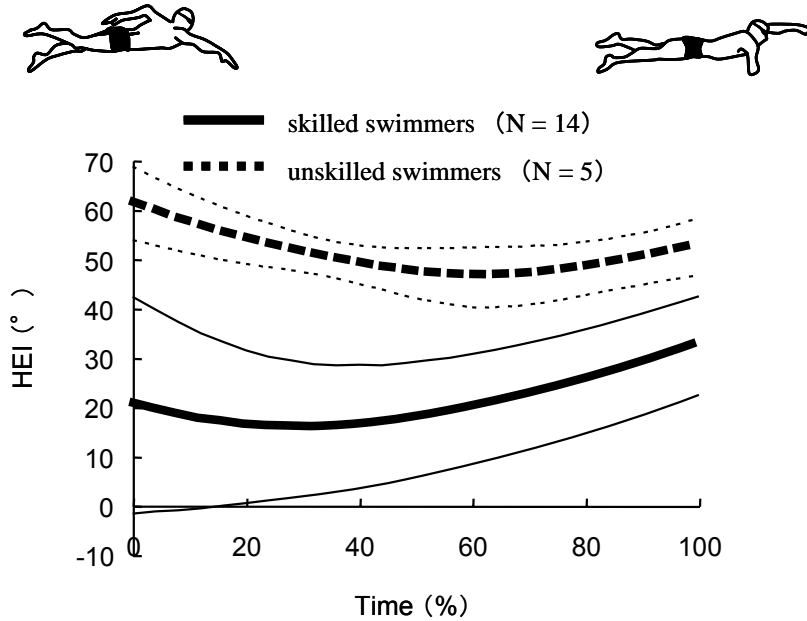 skilled swimmers （N = 14）
unskilled swimmers （N = 5）
70
60
50
40
30
20
10
0
-10
HEI（°）
0 20 40 60 80 100
Time（%）